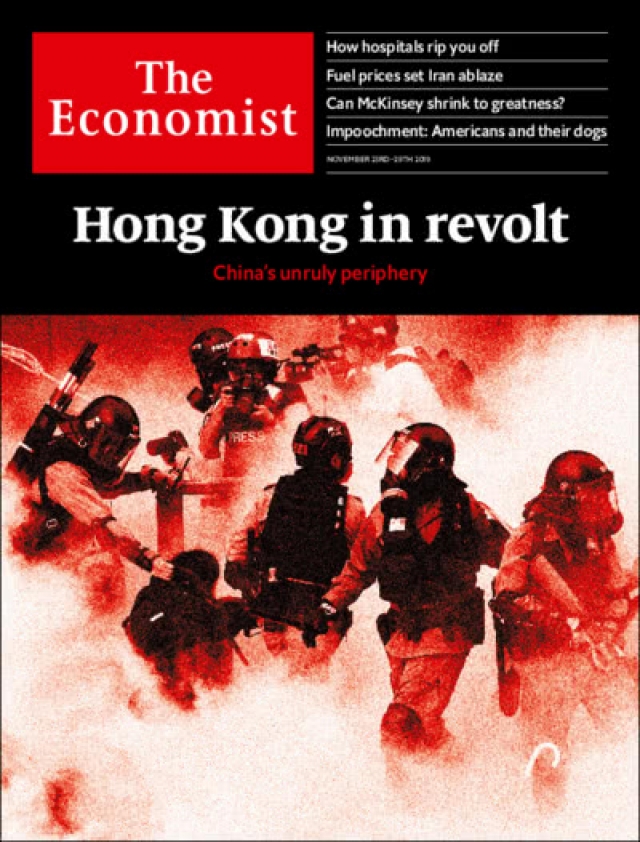 The
Economist
How hospitals rip you off
Fuel prices set Iran ablaze
Can McKinsey shrink to greatness?
Impoochment: Americans and their dogs
NOVEMBER 23RD–29TH 2019
Hong Kong in revolt
China's unruly periphery
PRESS